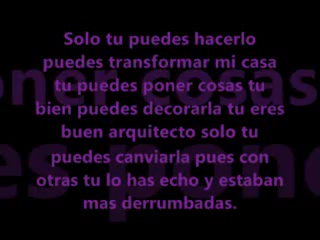 Solo tu puedes hacerlo
puedes transformar mi casa
tu puedes poner cosas tu
bien puedes decorarla tu eres
buen arquitecto solo tu
puedes canviarla pues con
otras tu lo has echo y estaban
mas derrumbadas.